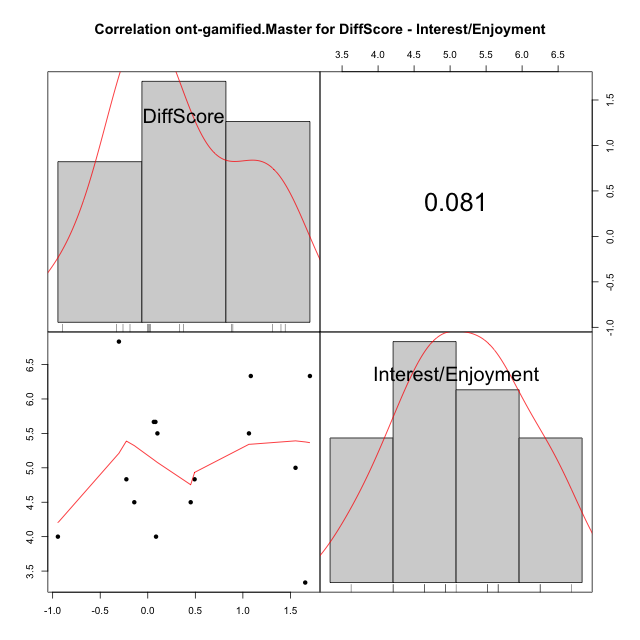 Correlation ont-gamified.Master for DiffScore - Interest/Enjoyment
3.5 4.0 4.5 5.0 5.5 6.0 6.5
DiffScore
0.081
1.5
1.0
0.5
0.0
-0.5
-1.0
6.5
6.0
5.5
5.0
4.5
4.0
3.5
Interest/Enjoyment
-1.0 -0.5 0.0 0.5 1.0 1.5